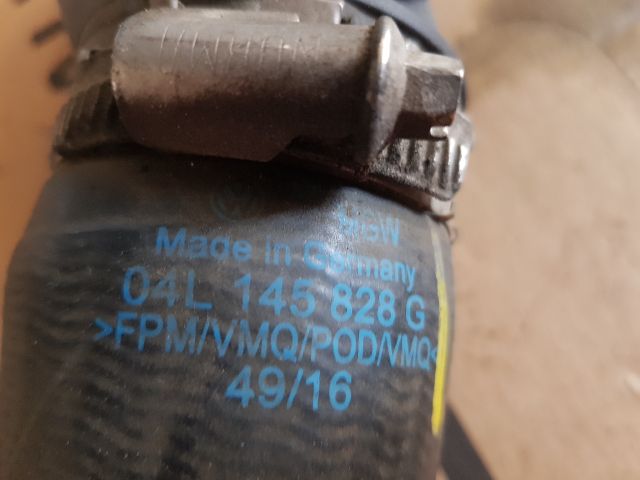 Made in Germany
04L 145 828 G
>FPM/VMQ/POD/VMQ<
49/16